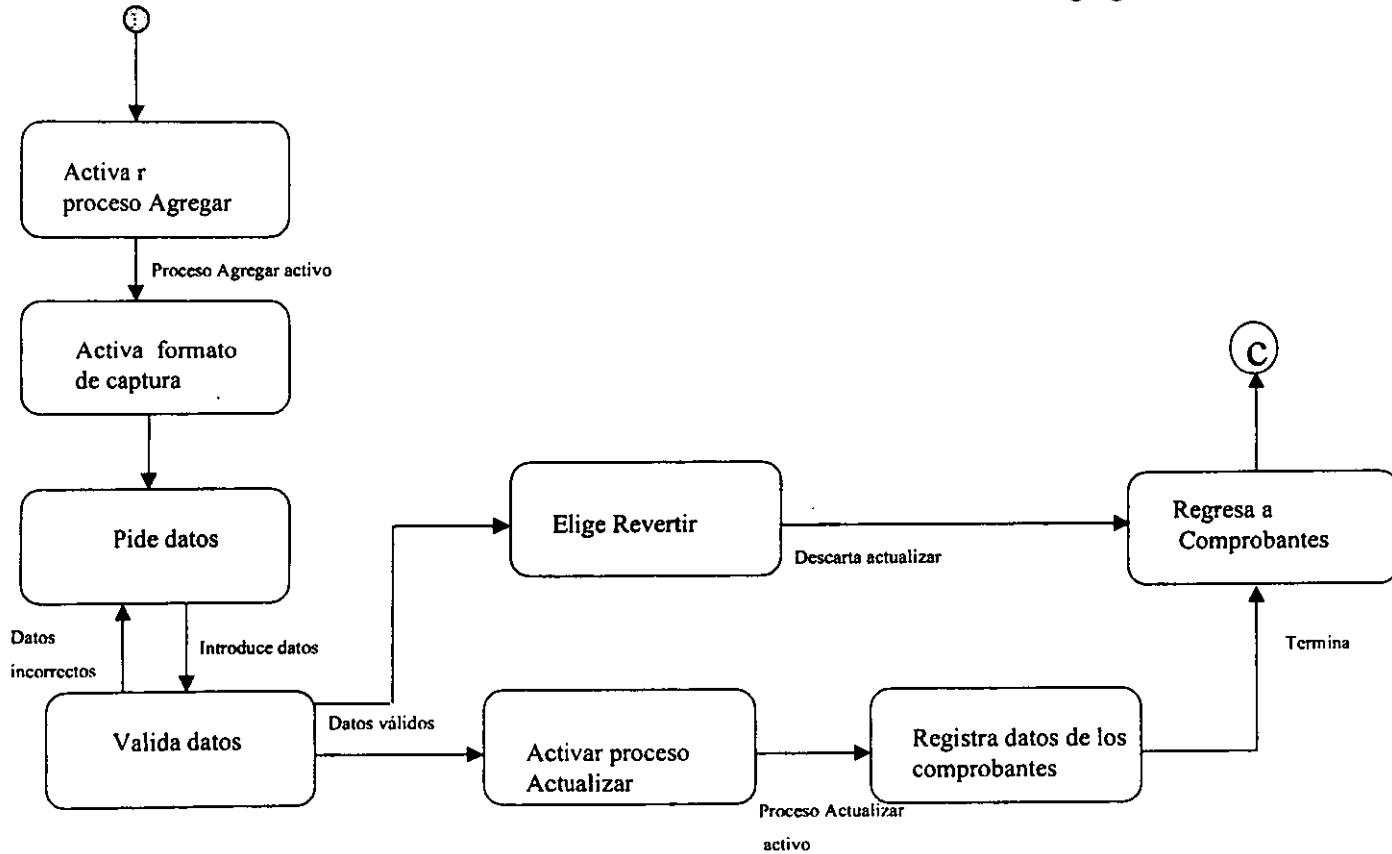 Activa r
proceso Agregar
Proceso Agregar activo
Activa formato
de captura
C
Pide datos
Elige Revertir
Regresa a
Comprobantes
Descarta actualizar
Datos
incorrectos
Introduce datos
Termina
Valida datos
Datos válidos
Activar proceso
Actualizar
Registra datos de los
comprobantes
Proceso Actualizar
activo